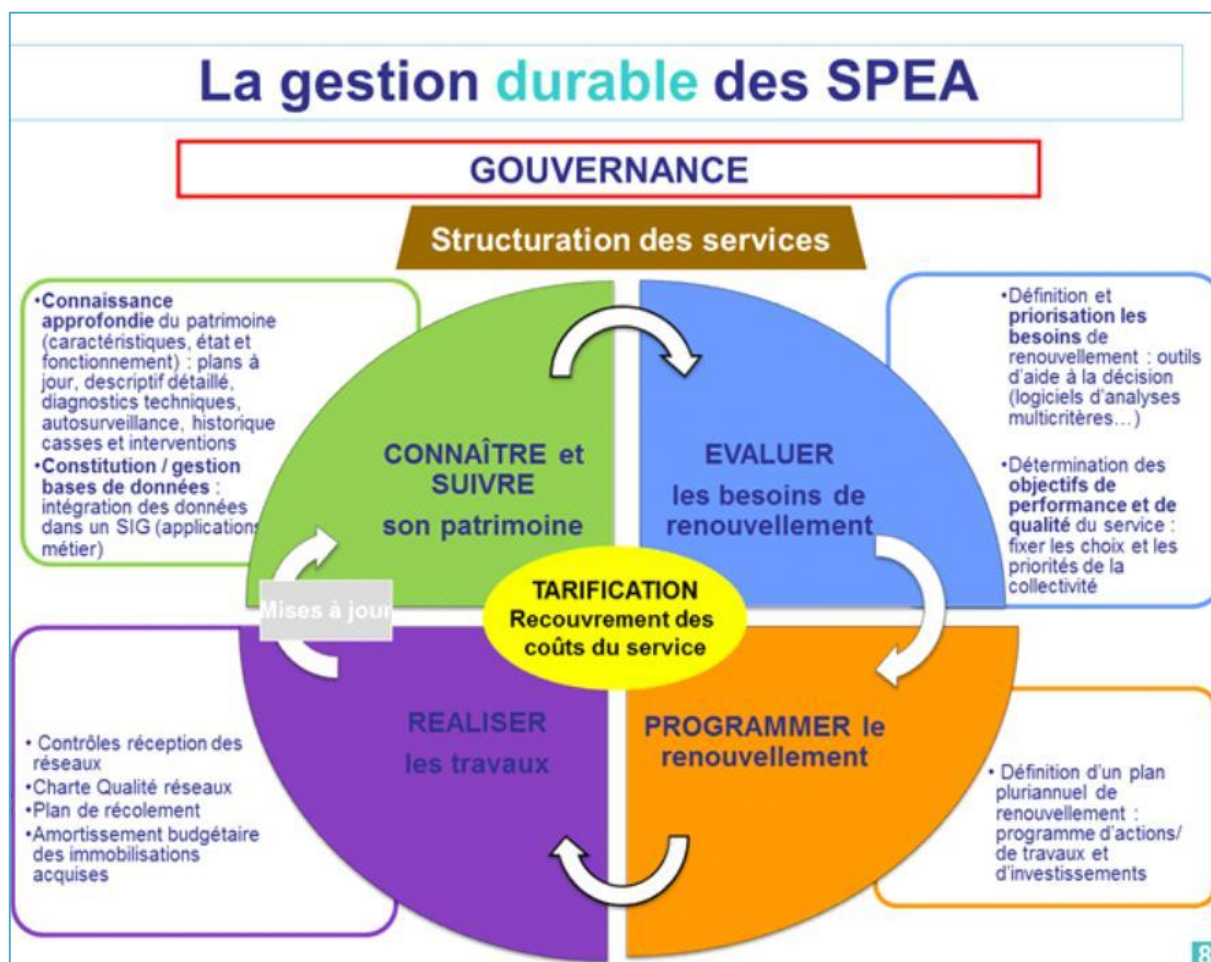 La gestion durable des SPEA
GOUVERNANCE
Structuration des services
•Connaissance
approfondie du patrimoine
(caractéristiques, état et
fonctionnement) : plans à
jour, descriptif détaillé,
diagnostics techniques,
autosurveillance, historique
casses et interventions
•Constitution / gestion
bases de données :
intégration des données
dans un SIG (applications
métier)
CONNAÎTRE et
SUIVRE
son patrimoine
EVALUER
les besoins de
renouvellement
•Définition et
priorisation les
besoins de
renouvellement : outils
d'aide à la décision
(logiciels d'analyses
multicritères…)
•Détermination des
objectifs de
performance et de
qualité du service :
fixer les choix et les
priorités de la
collectivité
Mises à jour
TARIFICATION
Recouvrement des
coûts du service
REALISER
les travaux
PROGRAMMER le
renouvellement
• Contrôles réception des
réseaux
•Charte Qualité réseaux
• Plan de récolement
•Amortissement budgétaire
des immobilisations
acquises
• Définition d'un plan
pluriannuel de
renouvellement :
programme d'actions/
de travaux et
d'investissements
8